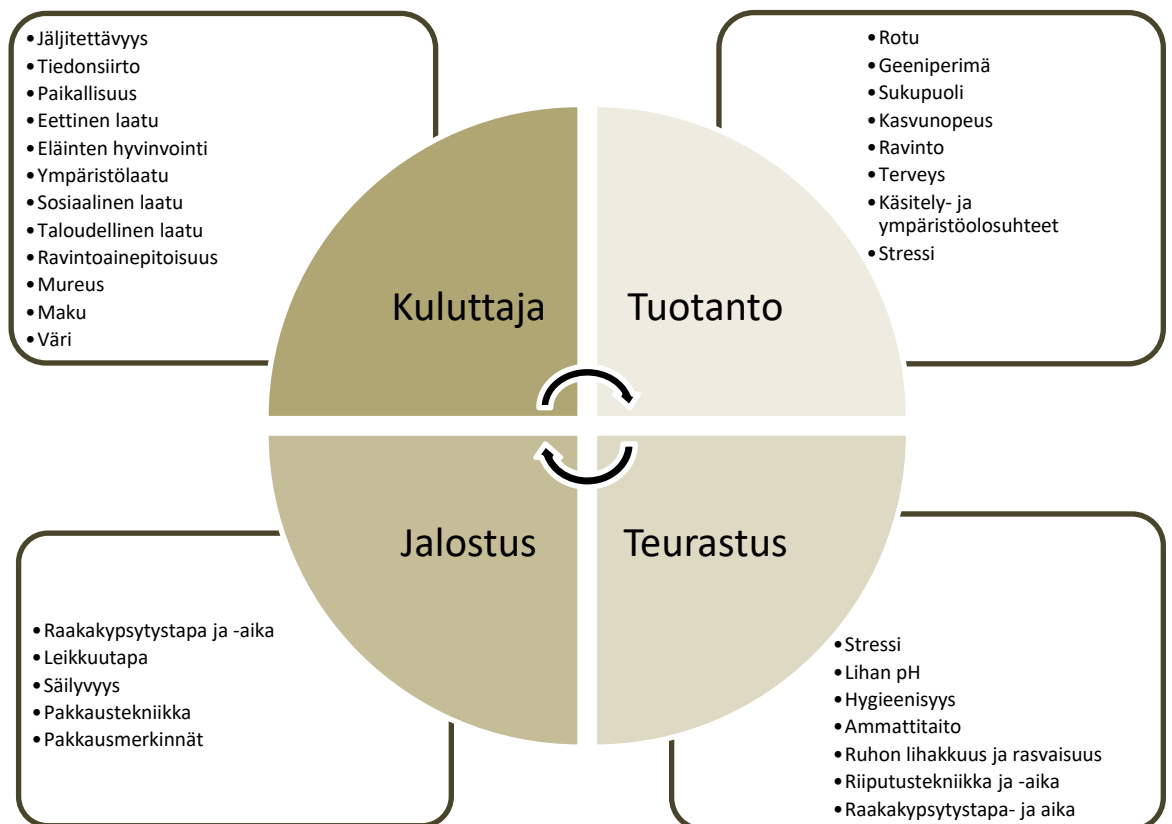 • Jäljitettävyys
• Tiedonsiirto
• Paikallisuus
• Eettinen laatu
• Eläinten hyvinvointi
• Ympäristölaatu
• Sosiaalinen laatu
• Taloudellinen laatu
• Ravintoainepitoisuus
• Mureus
• Maku
• Väri
• Rotu
• Geeniperimä
• Sukupuoli
• Kasvunopeus
• Ravinto
• Terveys
• Käsitely- ja
ympäristöolosuhteet
• Stressi
Kuluttaja
Tuotanto
Jalostus
Teurastus
• Raakakypsytystapa ja -aika
• Leikkuutapa
• Säilyvyys
• Pakkaustekniikka
• Pakkausmerkinnät
• Stressi
• Lihan pH
• Hygieenisyys
• Ammattitaito
• Ruhon lihakkuus ja rasvaisuus
• Riiputustekniikka ja -aika
• Raakakypsytystapa- ja aika